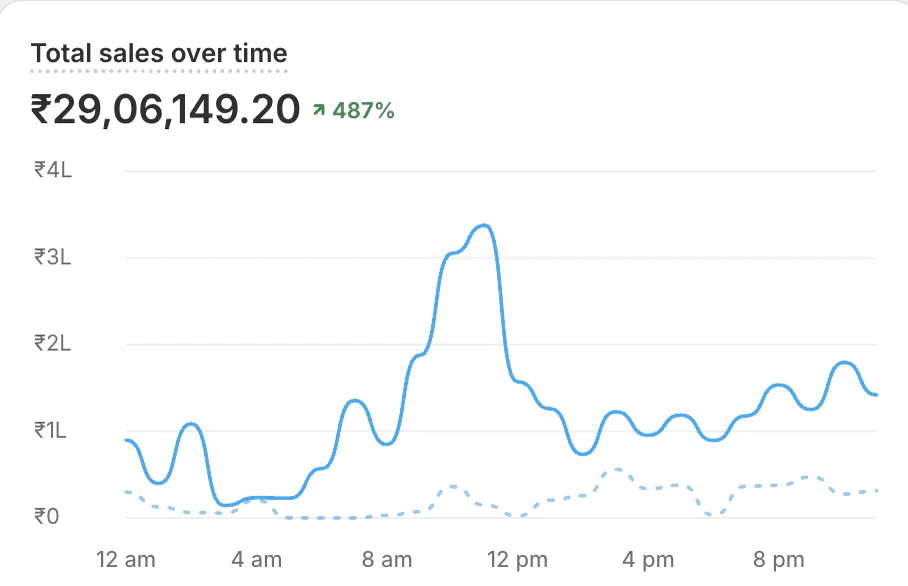 Total sales over time
₹29,06,149.20 ↗ 487%
₹4L
₹3L
₹2L
₹1L
₹0
12 am 4 am 8 am 12 pm 4 pm 8 pm